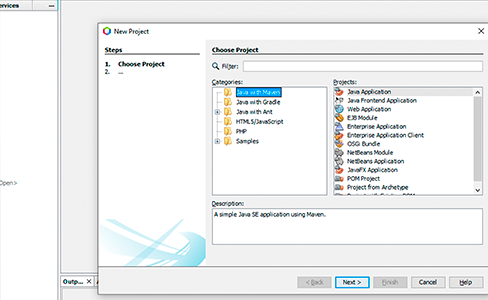 ervices
New Project
Steps
1. Choose Project
2. ...
Choose Project
Filter:
Categories:
Java with Maven
Java with Gradle
Java with Ant
HTML5/JavaScript
PHP
Samples
Projects:
Java Application
Java Frontend Application
Web Application
EJB Module
Enterprise Application
Enterprise Application Client
OSGi Bundle
NetBeans Module
NetBeans Application
JavaFX Application
POM Project
Project from Archetype
Description:
A simple Java SE application using Maven.
Open>
Outp...
< Back
Next >
Finish
Cancel
Help